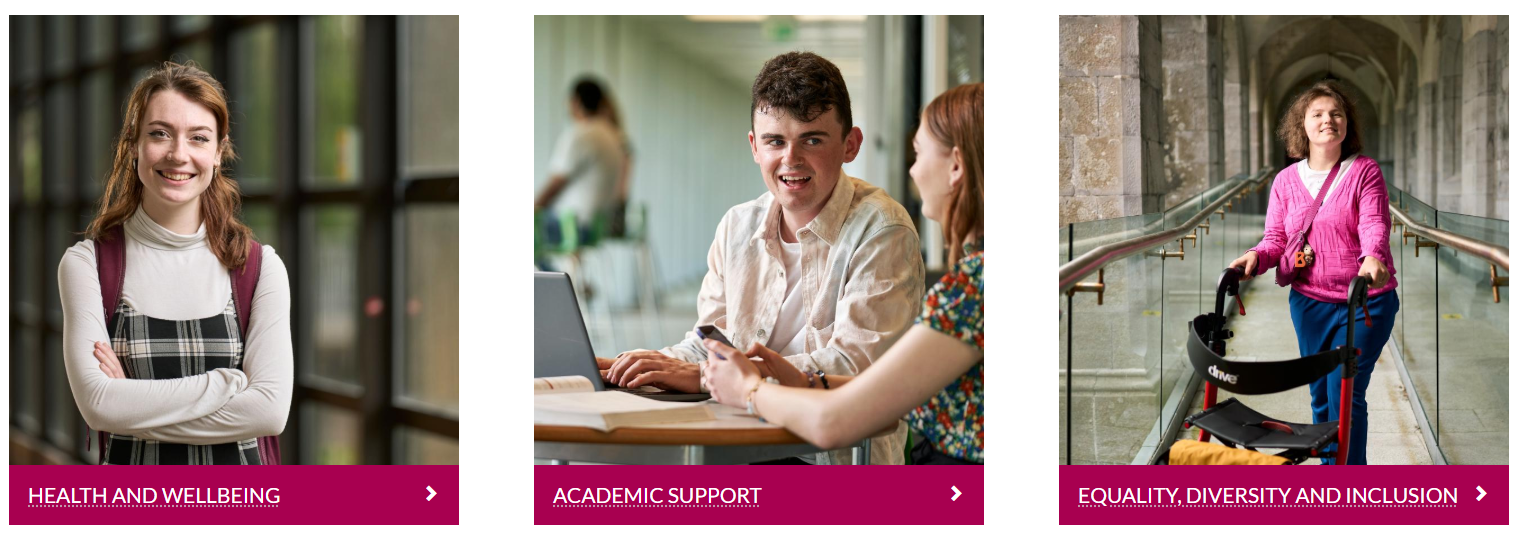 drive
HEALTH AND WELLBEING
ACADEMIC SUPPORT
EQUALITY, DIVERSITY AND INCLUSION